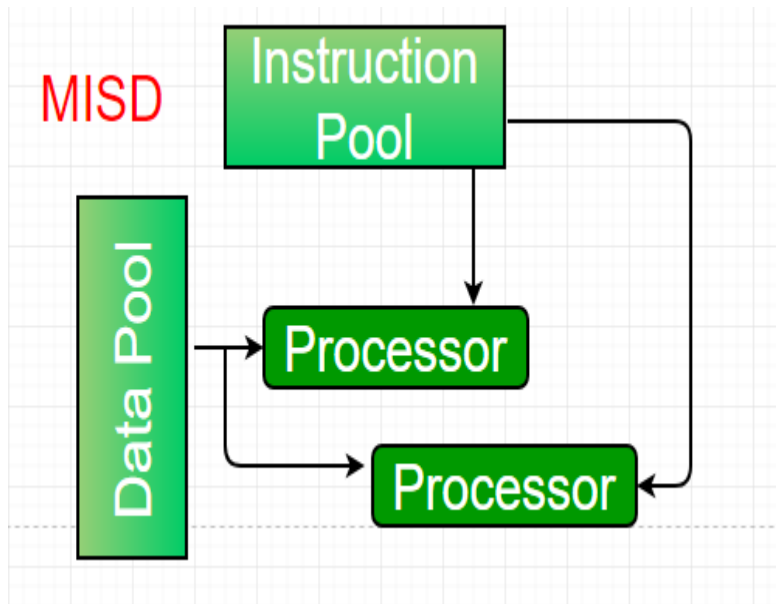 MISD
Instruction
Pool
Data Pool
Processor
Processor